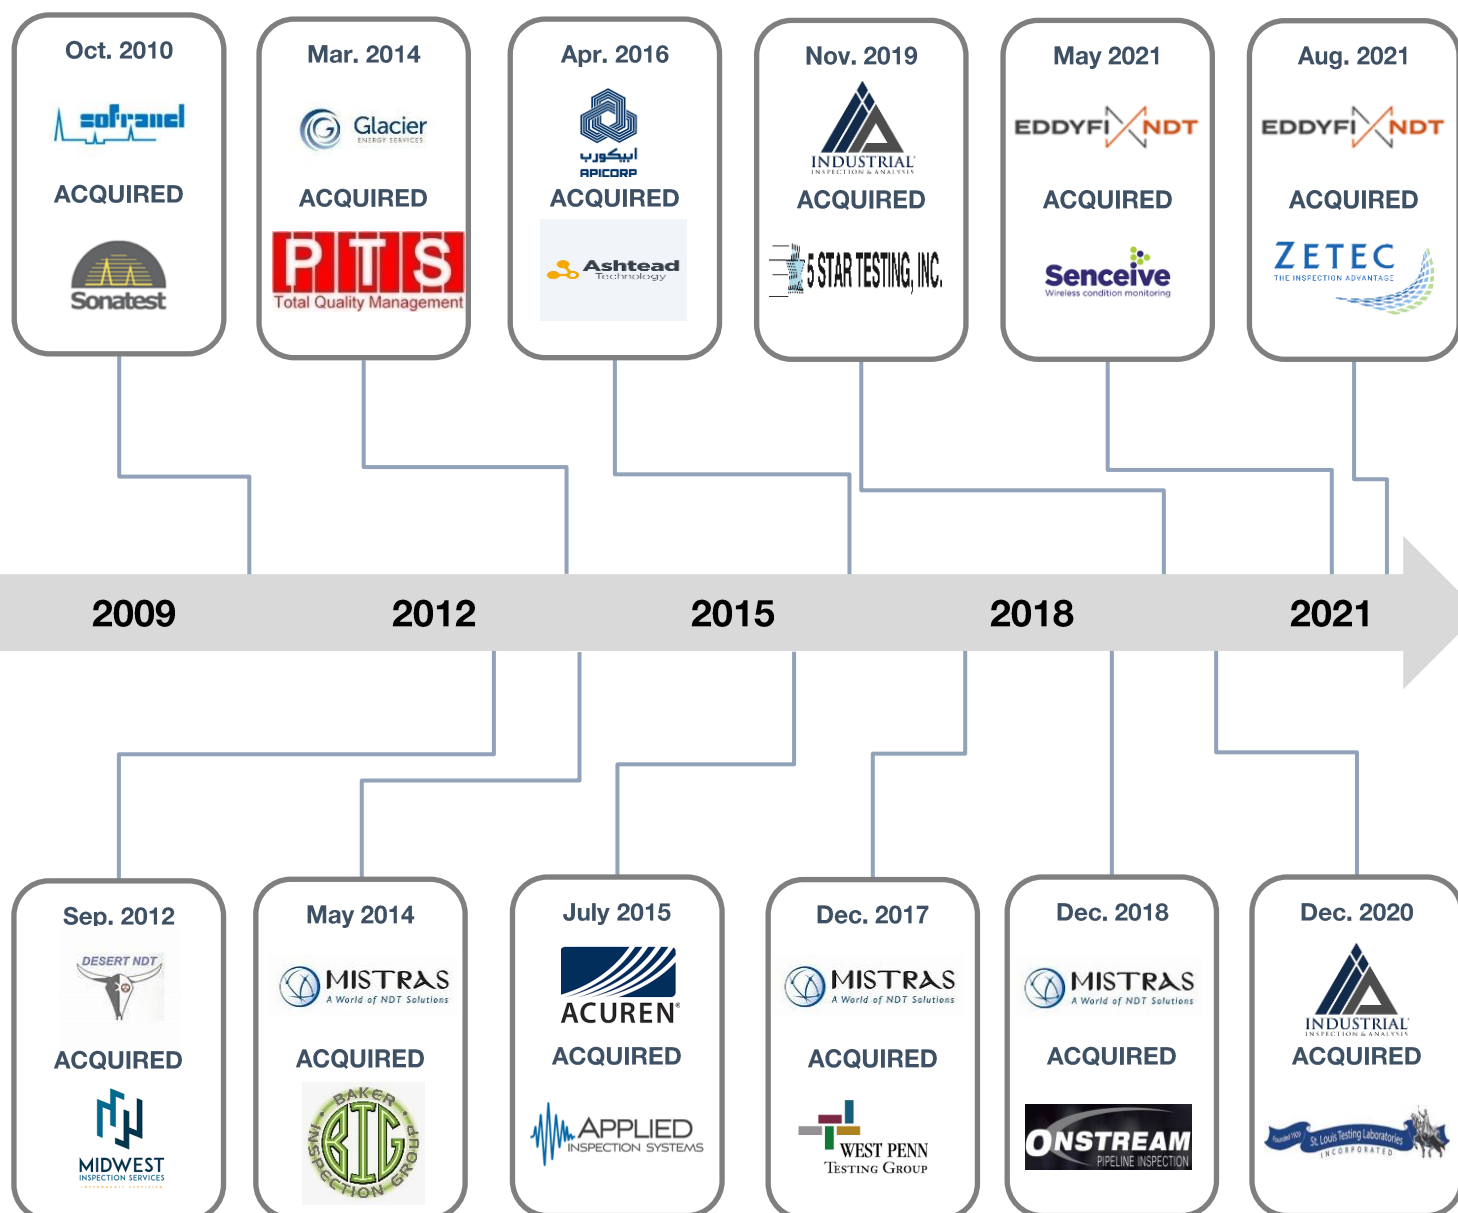 Oct. 2010
sofranel
ACQUIRED
Sonatest
Mar. 2014
Glacier
ENERGY SERVICES
ACQUIRED
PTS
Total Quality Management
Apr. 2016
ابيكورب
APICORP
ACQUIRED
Ashtead
Technology
Nov. 2019
INDUSTRIAL
INSPECTION & ANALYSIS
ACQUIRED
5 STAR TESTING, INC.
May 2021
EDDYFI NDT
ACQUIRED
Senceive
Wireless condition monitoring
Aug. 2021
EDDYFI NDT
ACQUIRED
ZETEC
THE INSPECTION ADVANTAGE
2009 2012 2015 2018 2021
Sep. 2012
DESERT NDT
ACQUIRED
MIDWEST
INSPECTION SERVICES
May 2014
MISTRAS
A World of NDT Solutions
ACQUIRED
BAKER
BIG
INSPECTION GROUP
July 2015
ACUREN®
ACQUIRED
APPLIED
INSPECTION SYSTEMS
Dec. 2017
MISTRAS
A World of NDT Solutions
ACQUIRED
WEST PENN
TESTING GROUP
Dec. 2018
MISTRAS
A World of NDT Solutions
ACQUIRED
ONSTREAM
PIPELINE INSPECTION
Dec. 2020
INDUSTRIAL
INSPECTION & ANALYSIS
ACQUIRED
Founded 1909
St. Louis Testing Laboratories
INCORPORATED